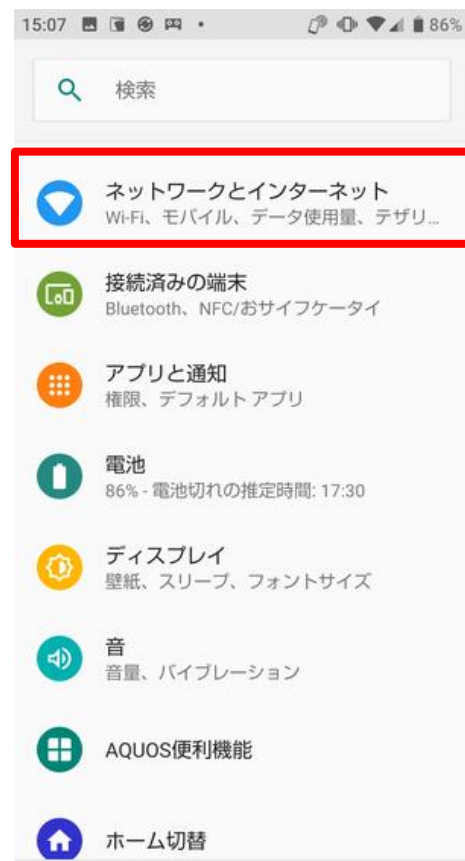 15:07
86%
検索
ネットワークとインターネット
Wi-Fi、モバイル、データ使用量、テザリ...
接続済みの端末
Bluetooth、NFC/おサイフケータイ
アプリと通知
権限、デフォルト アプリ
電池
86% - 電池切れの推定時間: 17:30
ディスプレイ
壁紙、スリープ、フォントサイズ
音
音量、バイブレーション
AQUOS便利機能
ホーム切替